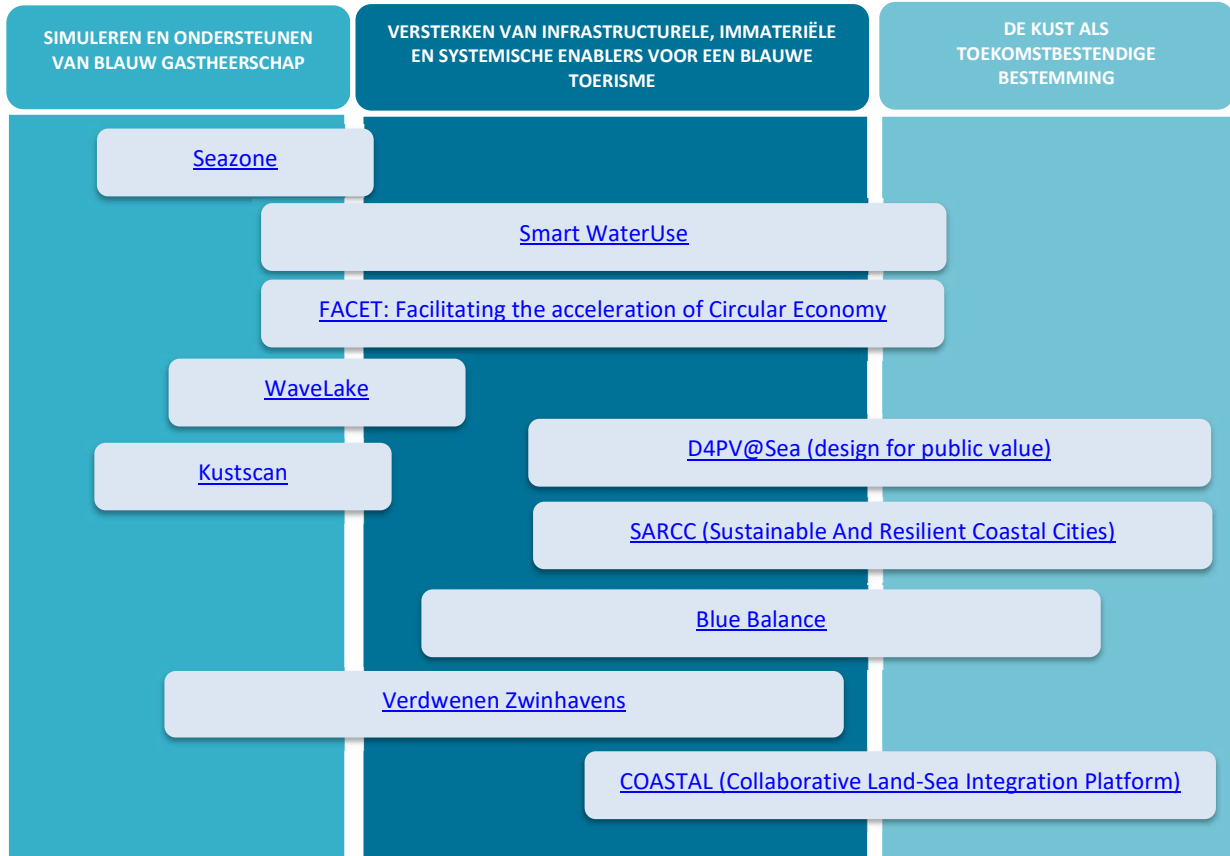 SIMULEREN EN ONDERSTEUNEN
VAN BLAUW GASTHEERSCHAP
VERSTERKEN VAN INFRASTRUCTURELE, IMMATERIËLE
EN SYSTEMISCHE ENABLERS VOOR EEN BLAUWE
TOERISME
DE KUST ALS
TOEKOMSTBESTENDIGE
BESTEMMING
Seazone
Smart WaterUse
FACET: Facilitating the acceleration of Circular Economy
WaveLake
D4PV@Sea (design for public value)
Kustscan
SARCC (Sustainable And Resilient Coastal Cities)
Blue Balance
Verdwenen Zwinhavens
COASTAL (Collaborative Land-Sea Integration Platform)